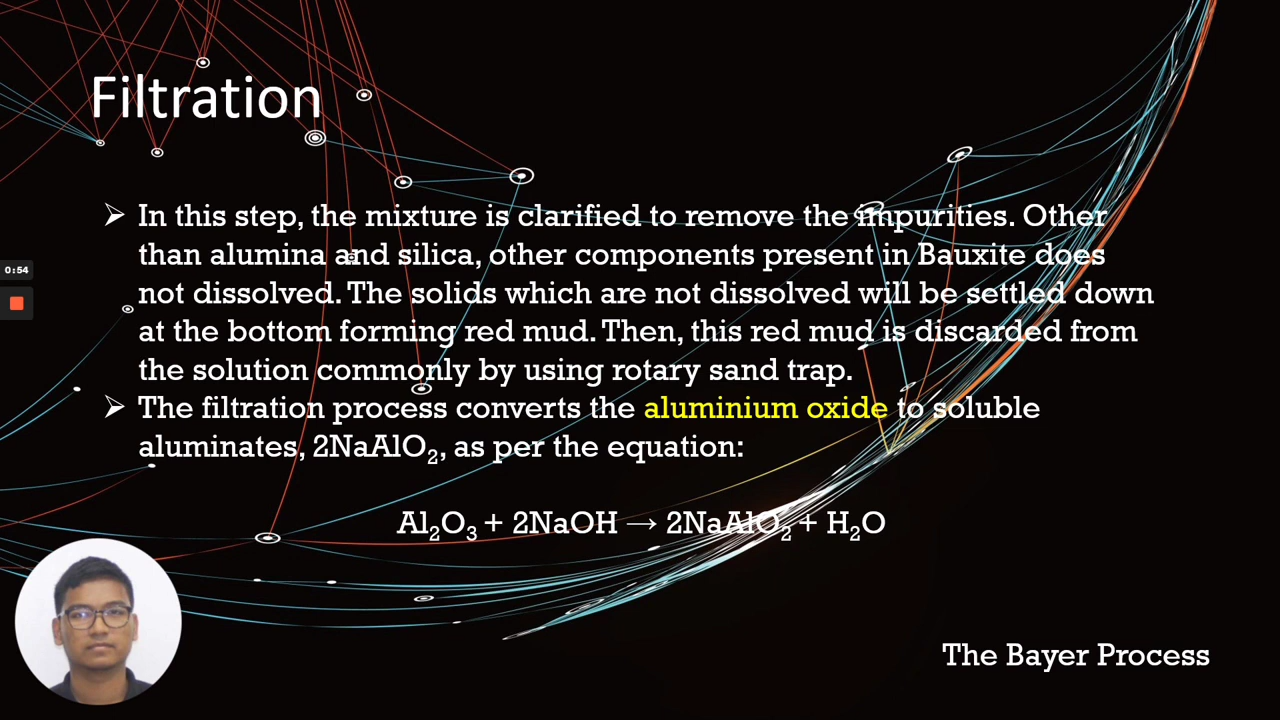 Filtration
In this step, the mixture is clarified to remove the impurities. Other
than alumina and silica, other components present in Bauxite does
not dissolved. The solids which are not dissolved will be settled down
at the bottom forming red mud. Then, this red mud is discarded from
the solution commonly by using rotary sand trap.
The filtration process converts the aluminium oxide to soluble
aluminates, 2NaAlO₂, as per the equation:
Al₂O₃ + 2NaOH → 2NaAlO₂ + H₂O
0:54
The Bayer Process